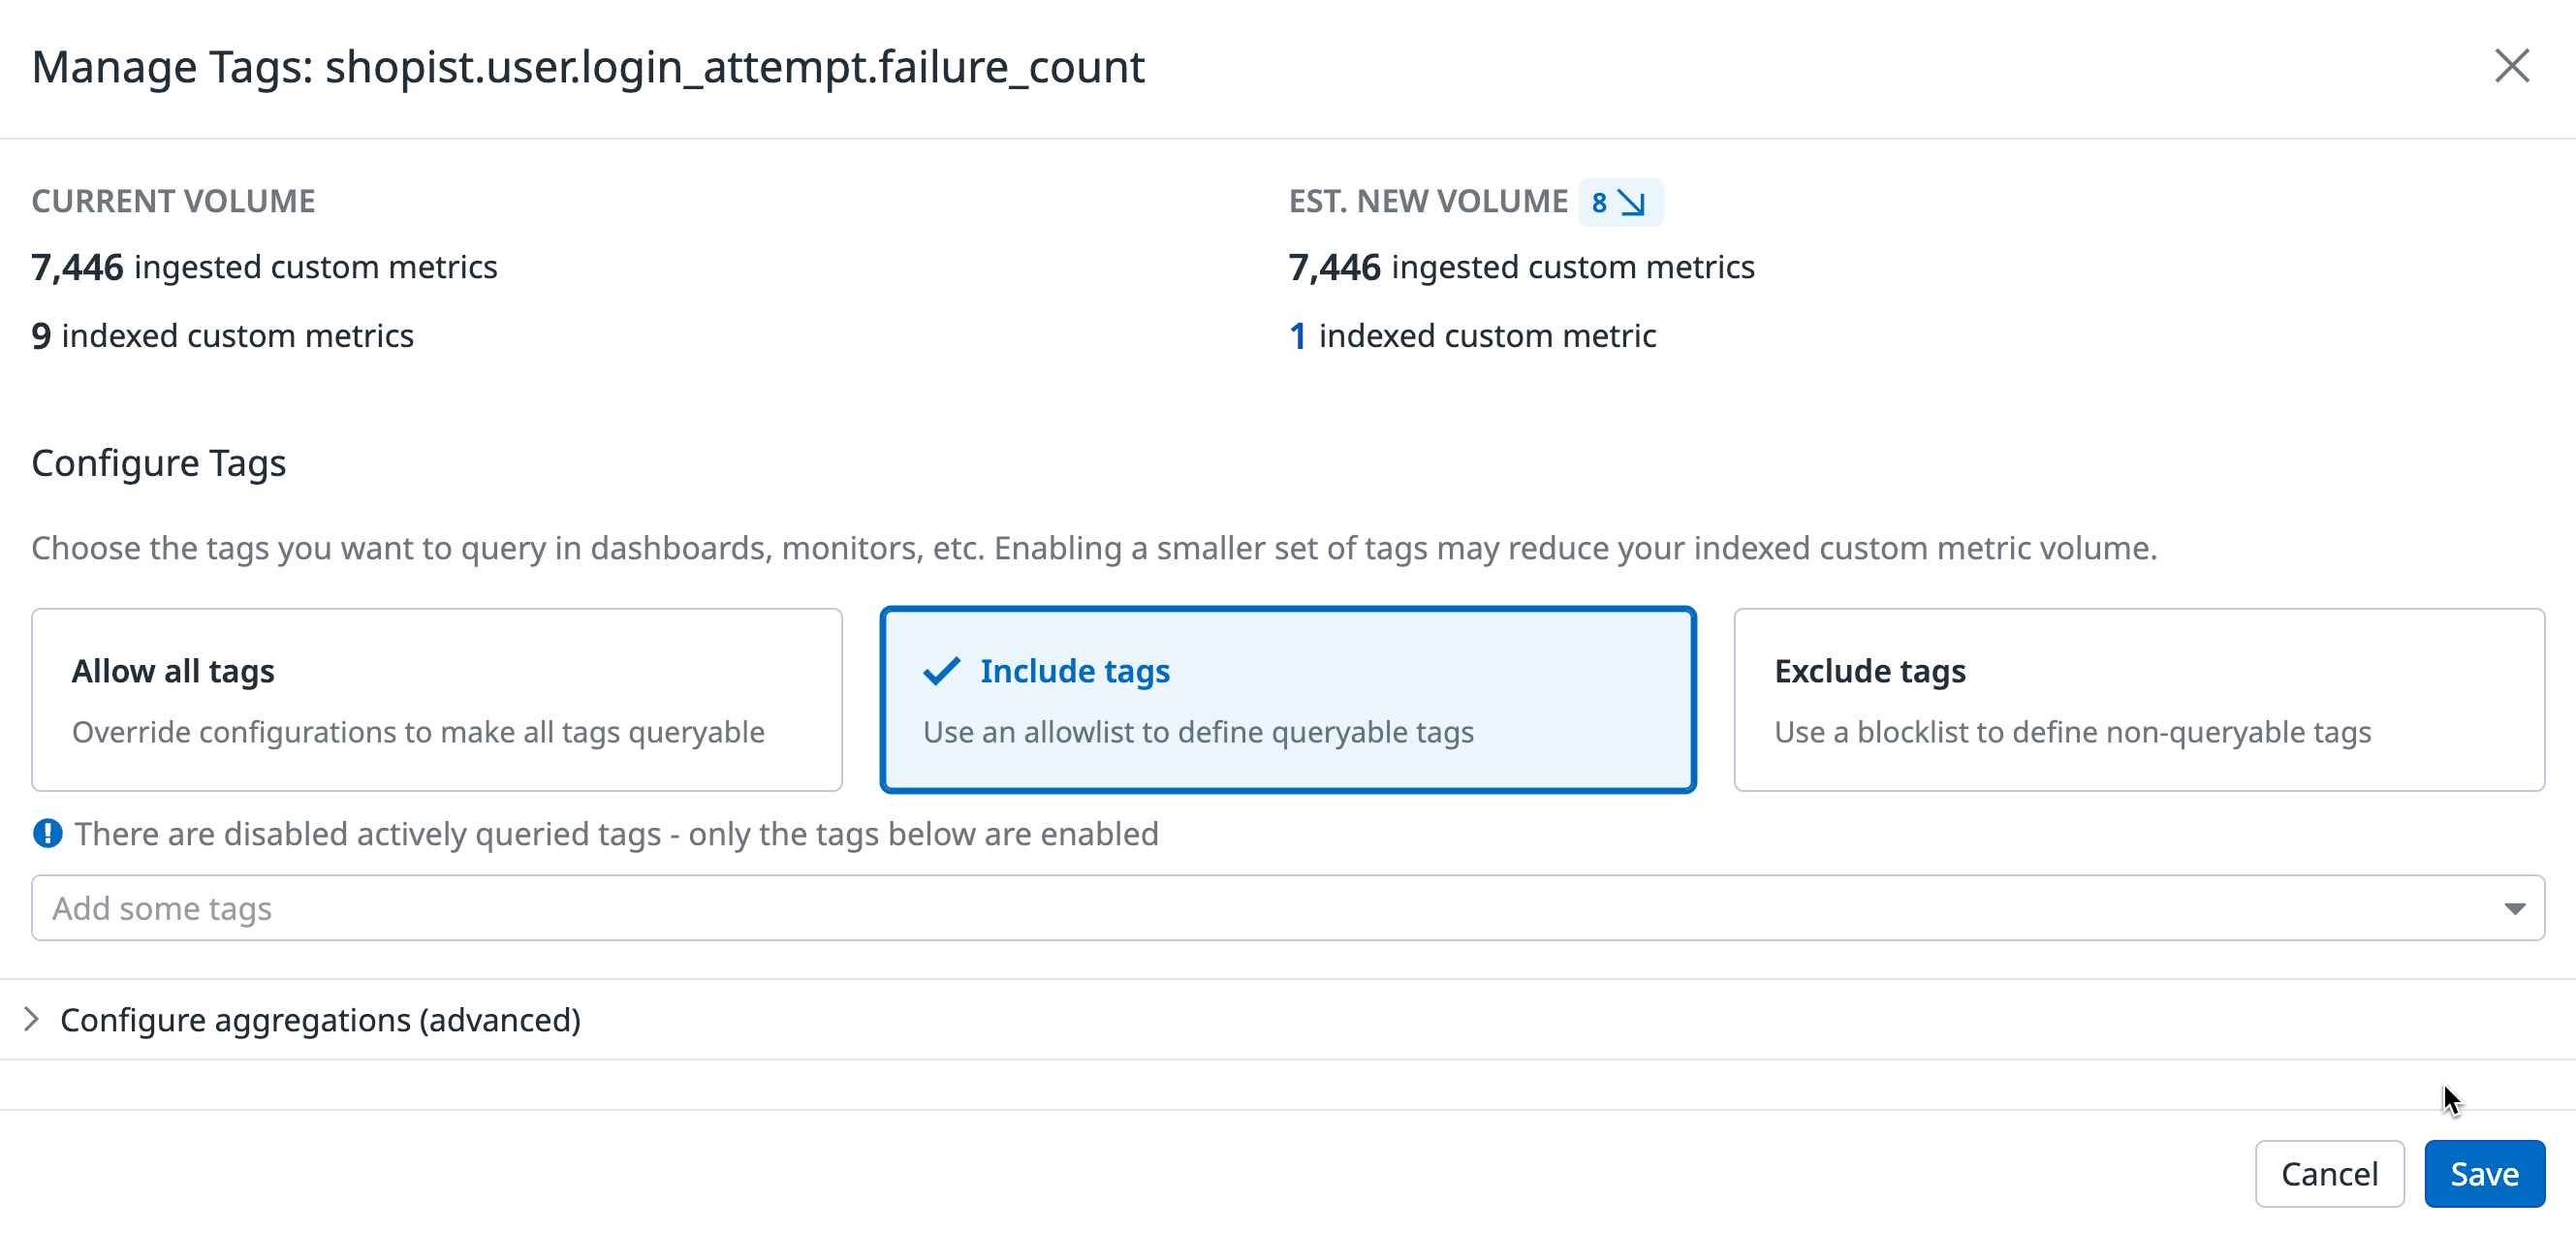 Manage Tags: shopist.user.login_attempt.failure_count
CURRENT VOLUME
7,446 ingested custom metrics
9 indexed custom metrics
EST. NEW VOLUME 8
7,446 ingested custom metrics
1 indexed custom metric
Configure Tags
Choose the tags you want to query in dashboards, monitors, etc. Enabling a smaller set of tags may reduce your indexed custom metric volume.
Allow all tags
Override configurations to make all tags queryable
Include tags
Use an allowlist to define queryable tags
Exclude tags
Use a blocklist to define non-queryable tags
There are disabled actively queried tags - only the tags below are enabled
Add some tags
Configure aggregations (advanced)
Cancel
Save